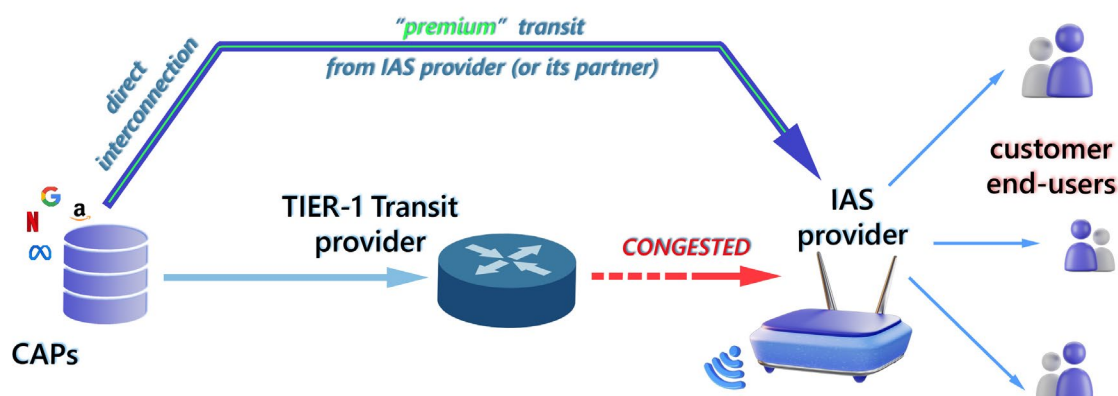 “premium” transit
from IAS provider (or its partner)
direct
interconnection
customer
end-users
G
a
N
TIER-1 Transit
provider
IAS
provider
CONGESTED
CAPs